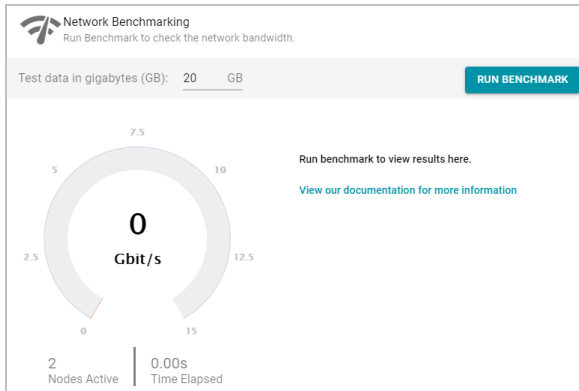 Network Benchmarking
Run Benchmark to check the network bandwidth.
Test data in gigabytes (GB): 20 GB
RUN BENCHMARK
7.5
5
10
Run benchmark to view results here.
View our documentation for more information
0
Gbit/s
2.5
12.5
0
15
2
Nodes Active
0.00s
Time Elapsed